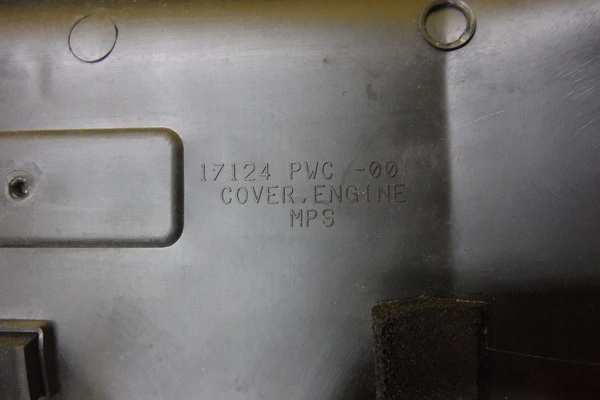 17124 PWC -00
COVER.ENGINE
MPS